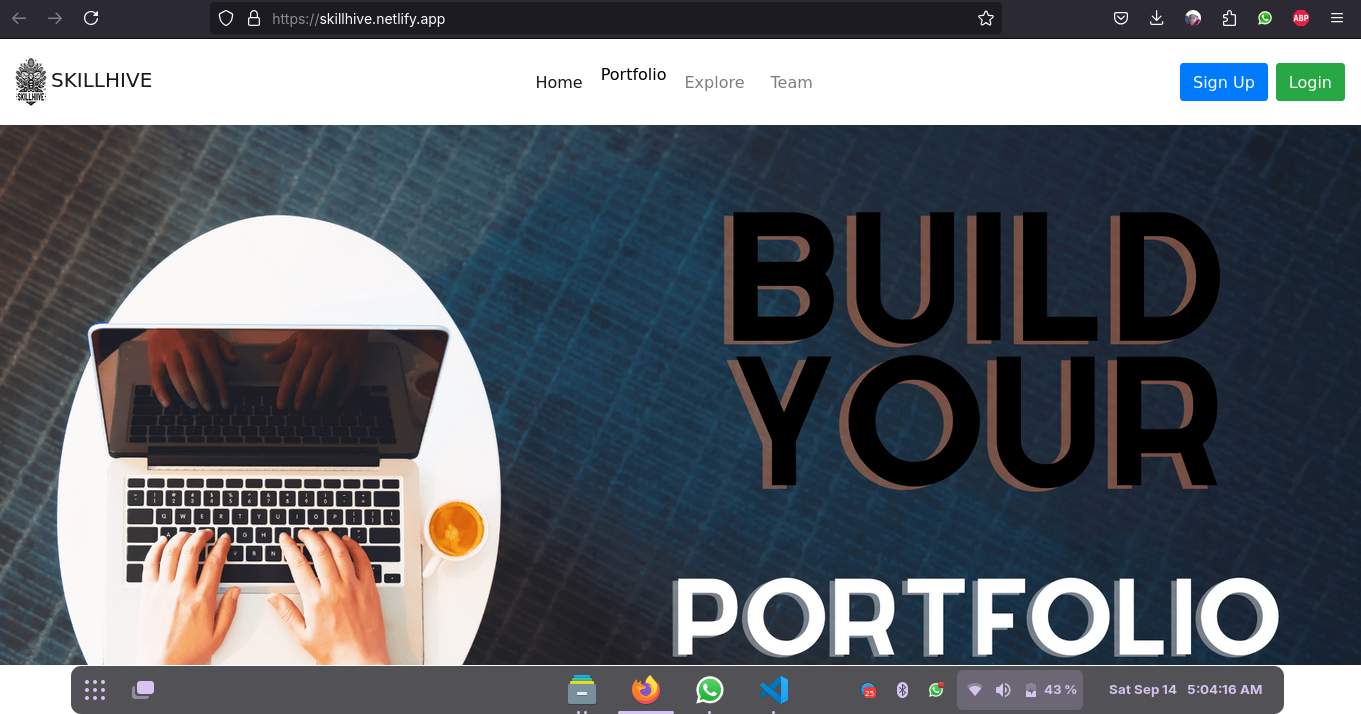 https://skillhive.netlify.app
ABP
SKILLHIVE
SKILLHIVE
Home Portfolio Explore Team
Sign Up Login
BUILD
YOUR
PORTFOLIO
25
43 %
Sat Sep 14 5:04:16 AM